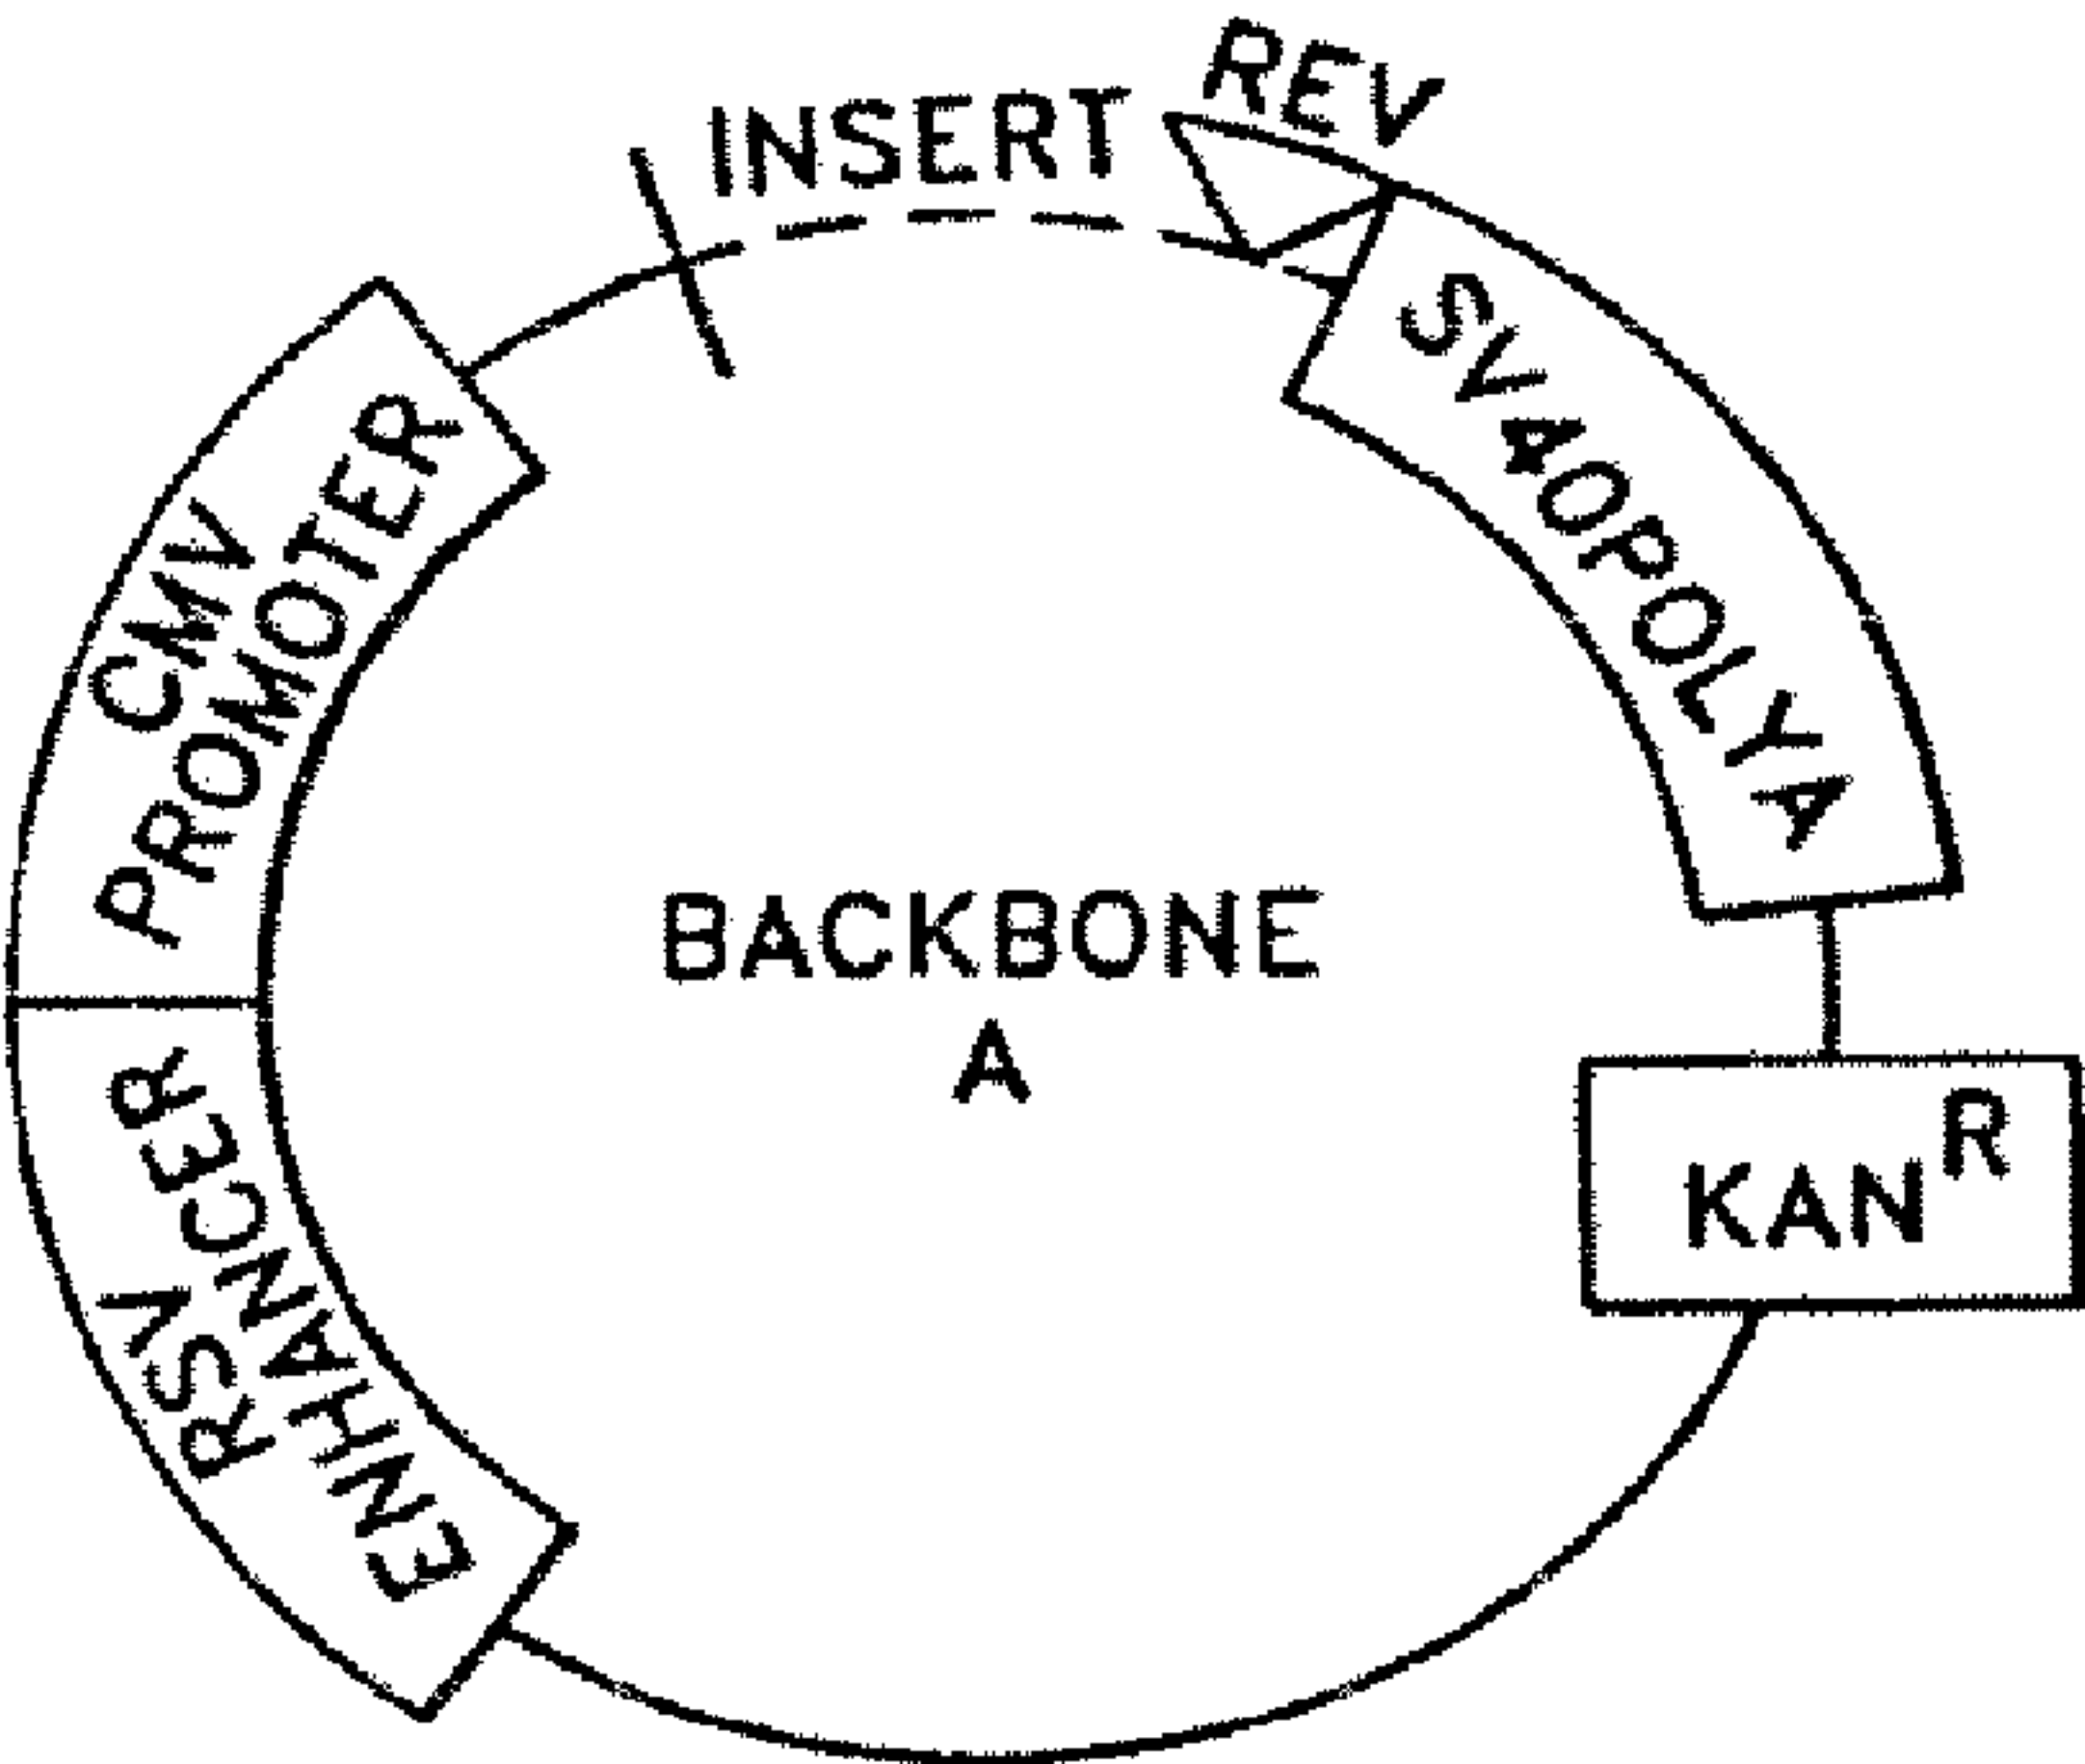 INSERT
REV
SV40POLYA
CMV
PROMOTER
BACKBONE
A
KANR
RSV
ENHANCER